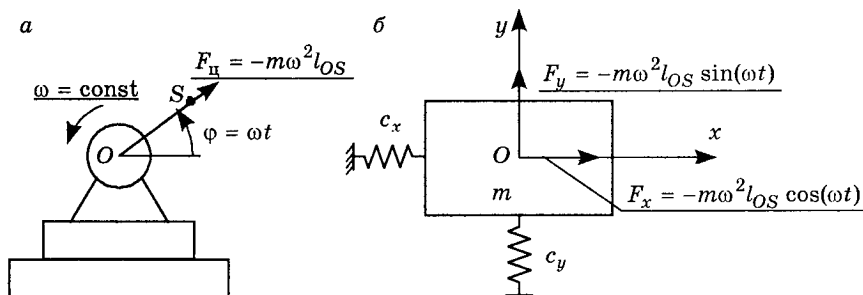 а
F_ц = -mω²l_OS
ω = const
S
φ = ωt
O
б
y
F_y = -mω²l_OS sin(ωt)
c_x
x
O
m
F_x = -mω²l_OS cos(ωt)
c_y